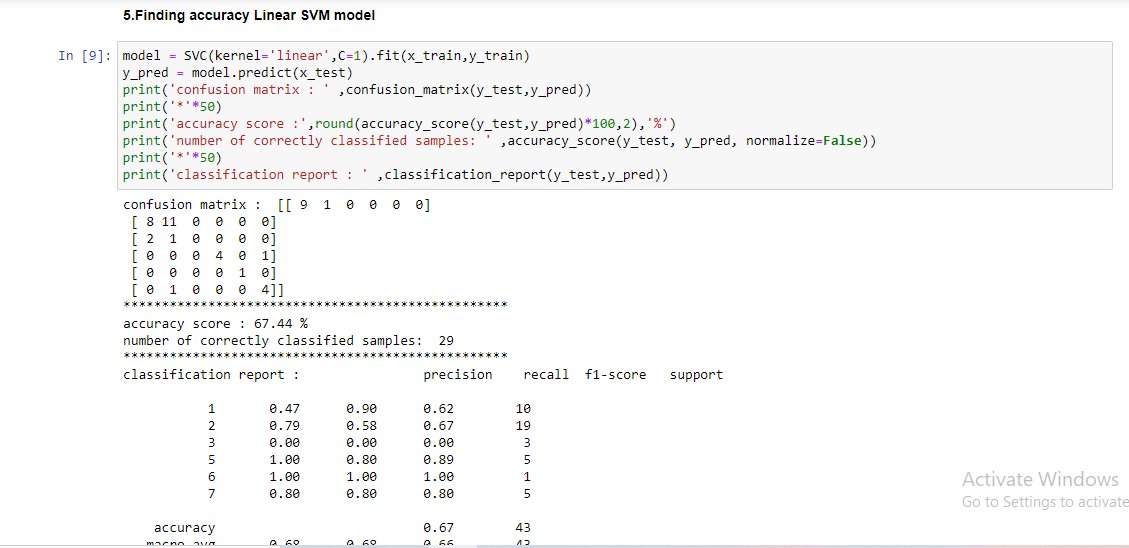 5.Finding accuracy Linear SVM model
In [9]: model = SVC(kernel='linear',C=1).fit(x_train,y_train)
y_pred = model.predict(x_test)
print('confusion matrix : ' ,confusion_matrix(y_test,y_pred))
print('*'*50)
print('accuracy score :',round(accuracy_score(y_test,y_pred)*100,2),'%')
print('number of correctly classified samples: ' ,accuracy_score(y_test, y_pred, normalize=False))
print('*'*50)
print('classification report : ' ,classification_report(y_test,y_pred))
confusion matrix :  [[ 9  1  0  0  0  0]
 [ 8 11  0  0  0  0]
 [ 2  1  0  0  0  0]
 [ 0  0  0  4  0  1]
 [ 0  0  0  0  1  0]
 [ 0  1  0  0  0  4]]
**************************************************
accuracy score : 67.44 %
number of correctly classified samples:  29
**************************************************
classification report :                precision    recall  f1-score   support
1       0.47      0.90      0.62        10
2       0.79      0.58      0.67        19
3       0.00      0.00      0.00         3
5       1.00      0.80      0.89         5
6       1.00      1.00      1.00         1
7       0.80      0.80      0.80         5
accuracy                           0.67        43
macro avg       0.68      0.68      0.66        43
Activate Windows
Go to Settings to activate